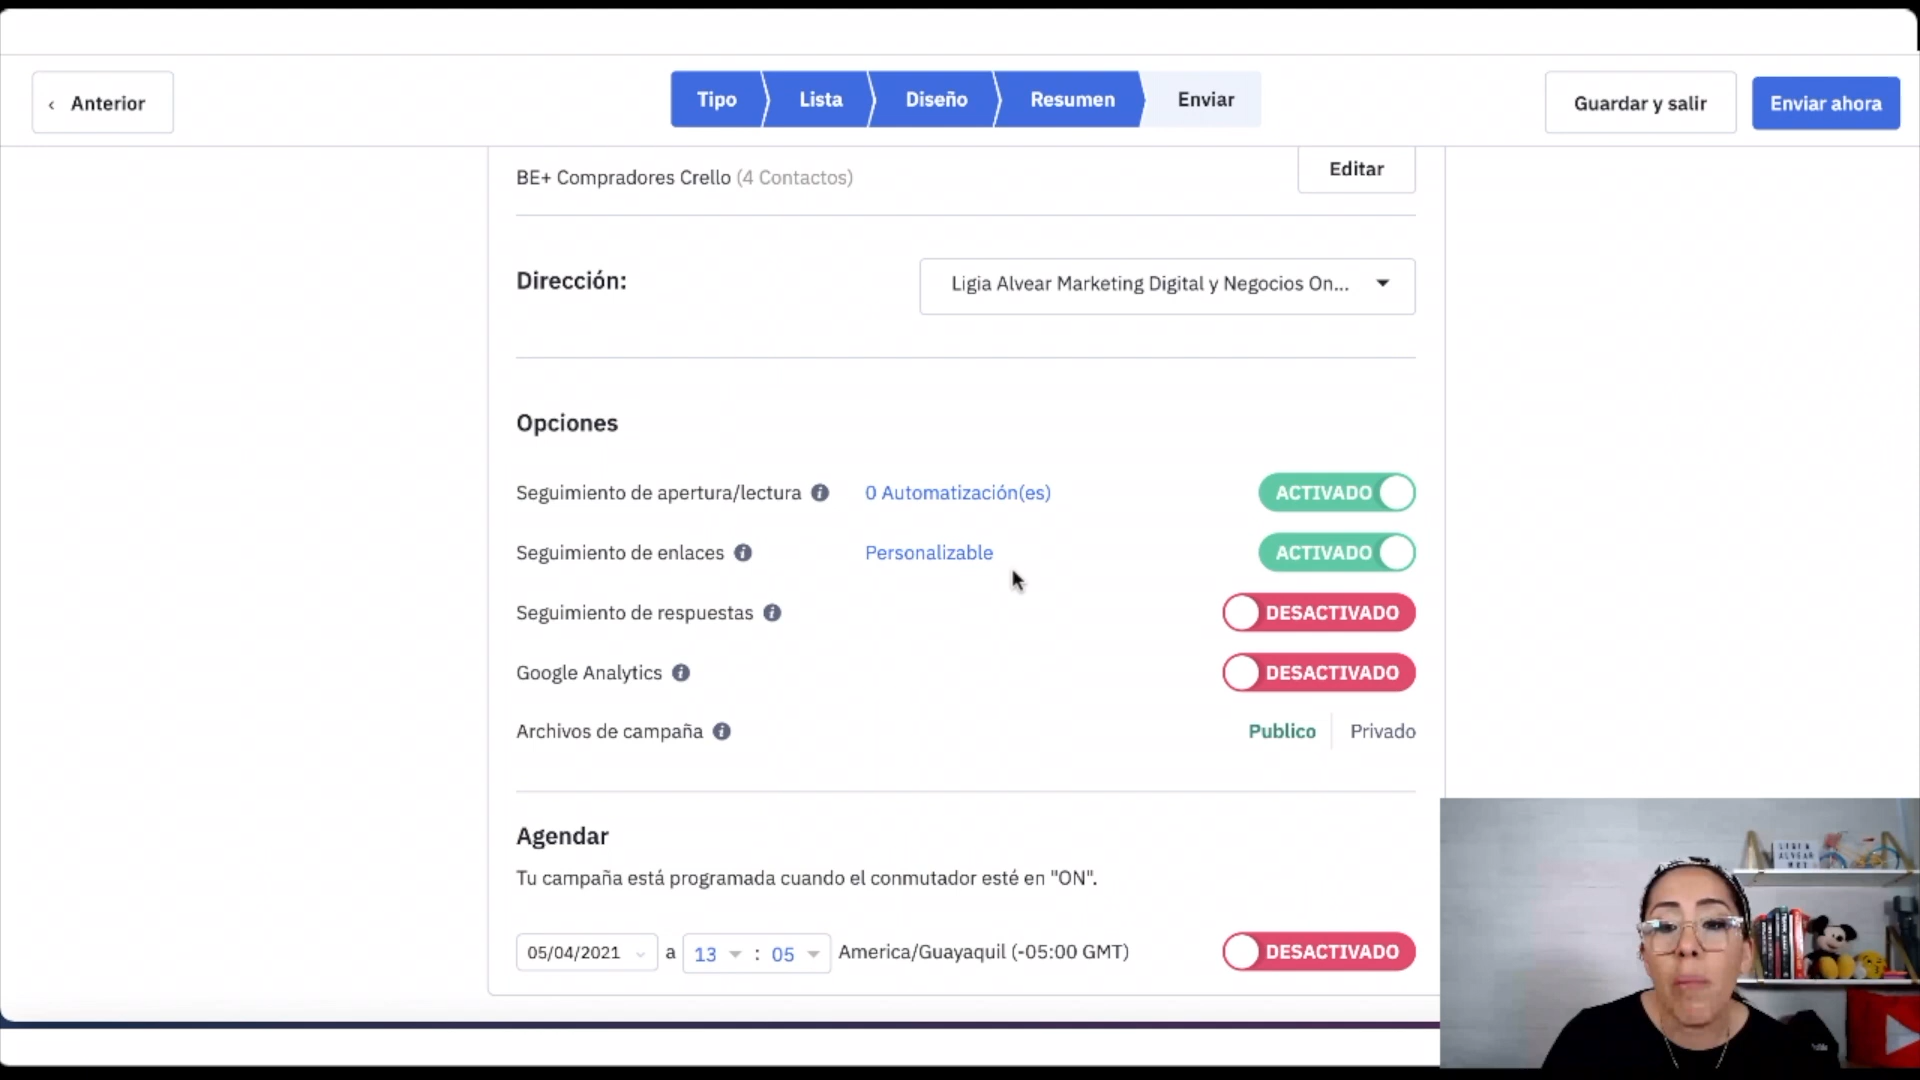 ‹ Anterior
Tipo
Lista
Diseño
Resumen
Enviar
Guardar y salir
Enviar ahora
BE+ Compradores Crello (4 Contactos)
Editar
Dirección:
Ligia Alvear Marketing Digital y Negocios On...
Opciones
Seguimiento de apertura/lectura
0 Automatización(es)
ACTIVADO
Seguimiento de enlaces
Personalizable
ACTIVADO
Seguimiento de respuestas
DESACTIVADO
Google Analytics
DESACTIVADO
Archivos de campaña
Publico
Privado
Agendar
Tu campaña está programada cuando el conmutador esté en "ON".
05/04/2021 a 13 : 05 America/Guayaquil (-05:00 GMT)
DESACTIVADO
LIGIA
ALVEAR